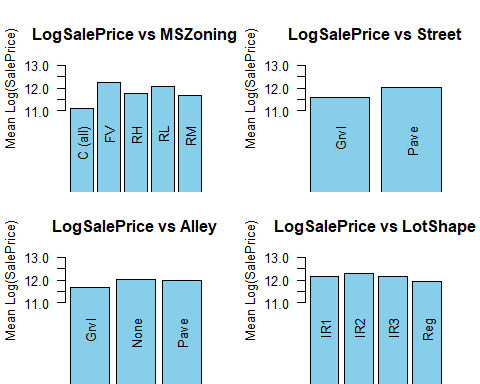 LogSalePrice vs MSZoning
Mean Log(SalePrice)
13.0
12.0
11.0
C (all)
FV
RH
RL
RM
LogSalePrice vs Street
Mean Log(SalePrice)
13.0
12.0
11.0
Grvl
Pave
LogSalePrice vs Alley
Mean Log(SalePrice)
13.0
12.0
11.0
Grvl
None
Pave
LogSalePrice vs LotShape
Mean Log(SalePrice)
13.0
12.0
11.0
IR1
IR2
IR3
Reg